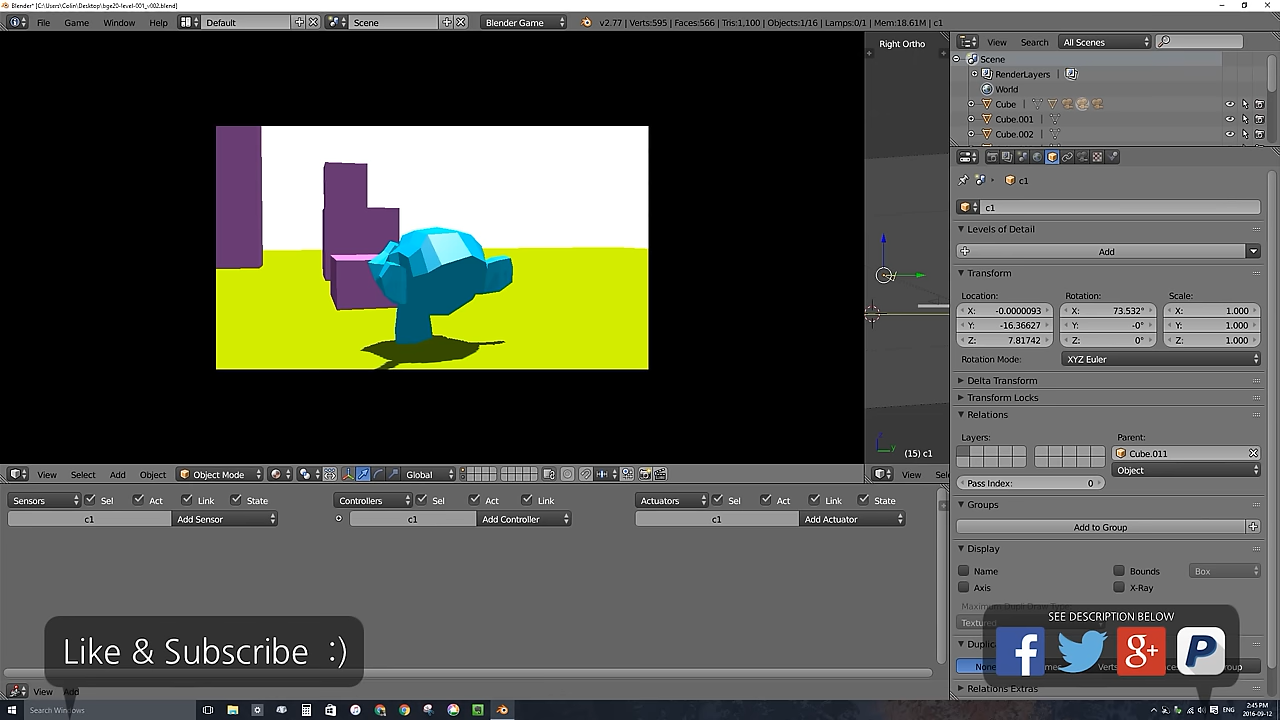 Blender* [C:\Users\Colin\Desktop\bge20-level-001_v002.blend]
File Game Window Help Default Scene Blender Game v2.77 | Verts:595 | Faces:566 | Tris:1,100 | Objects:1/16 | Lamps:0/1 | Mem:18.61M | c1
Right Ortho
View Search All Scenes
Scene
RenderLayers
World
Cube
Cube.001
Cube.002
c1
c1
Levels of Detail
Add
Transform
Location: Rotation: Scale:
X: -0.0000093 X: 73.532° X: 1.000
Y: -16.36627 Y: -0° Y: 1.000
Z: 7.81742 Z: 0° Z: 1.000
Rotation Mode: XYZ Euler
Delta Transform
Transform Locks
Relations
Layers: Parent:
Cube.011
Object
Pass Index: 0
Groups
Add to Group
Display
Name Bounds Box
Axis X-Ray
Textured
None
Verts
Relations Extras
(15) c1
View Select Add Object Object Mode Global View
Sensors Sel Act Link State Controllers Sel Act Link Actuators Sel Act Link State
c1 Add Sensor c1 Add Controller c1 Add Actuator
Like & Subscribe :)
SEE DESCRIPTION BELOW
View Add
Search Windows
ENG 2:45 PM
2016-09-12